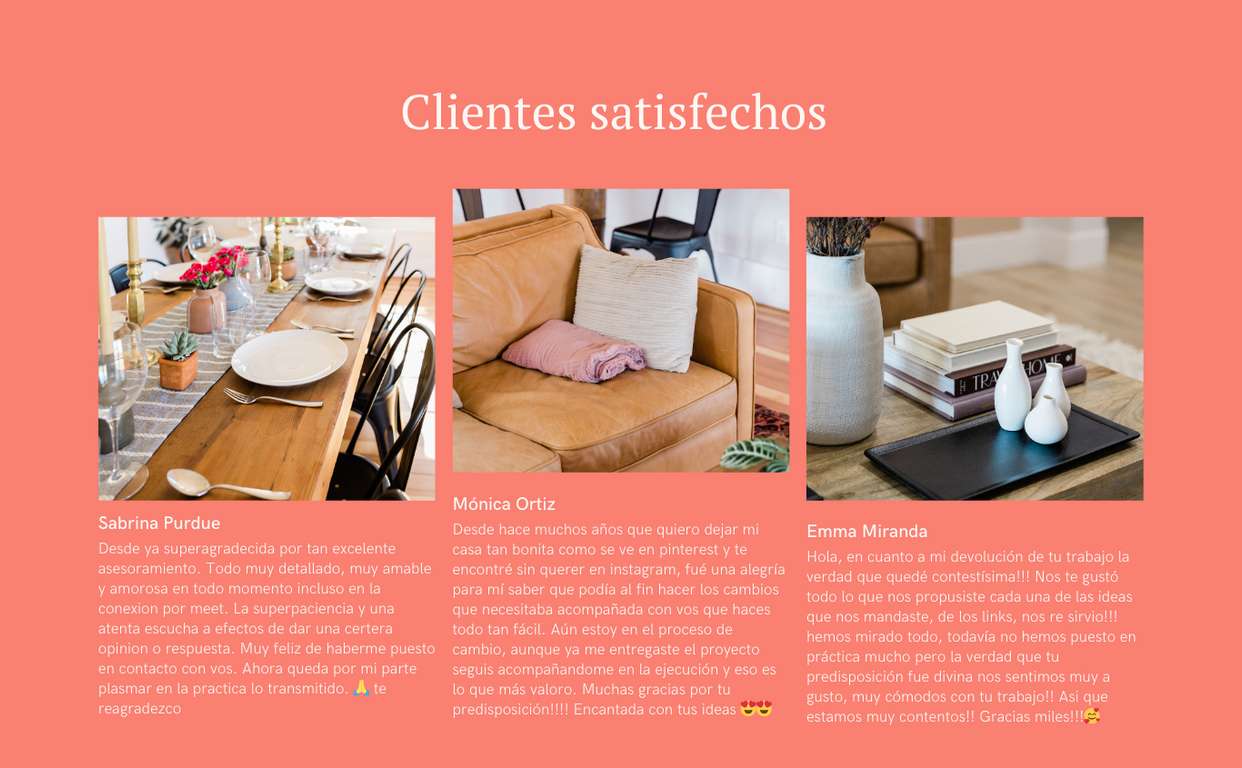 Clientes satisfechos
Sabrina Purdue
Desde ya superagradecida por tan excelente
asesoramiento. Todo muy detallado, muy amable
y amorosa en todo momento incluso en la
conexion por meet. La superpaciencia y una
atenta escucha a efectos de dar una certera
opinion o respuesta. Muy feliz de haberme puesto
en contacto con vos. Ahora queda por mi parte
plasmar en la practica lo transmitido. 🙏 te
reagradezco
Mónica Ortiz
Desde hace muchos años que quiero dejar mi
casa tan bonita como se ve en pinterest y te
encontré sin querer en instagram, fué una alegría
para mí saber que podía al fin hacer los cambios
que necesitaba acompañada con vos que haces
todo tan fácil. Aún estoy en el proceso de
cambio, aunque ya me entregaste el proyecto
seguis acompañandome en la ejecución y eso es
lo que más valoro. Muchas gracias por tu
predisposición!!!! Encantada con tus ideas 😍😍
HOME
Emma Miranda
Hola, en cuanto a mi devolución de tu trabajo la
verdad que quedé contestísima!!! Nos te gustó
todo lo que nos propusiste cada una de las ideas
que nos mandaste, de los links, nos re sirvio!!!
hemos mirado todo, todavía no hemos puesto en
práctica mucho pero la verdad que tu
predisposición fue divina nos sentimos muy a
gusto, muy cómodos con tu trabajo!! Asi que
estamos muy contentos!! Gracias miles!!!🥰